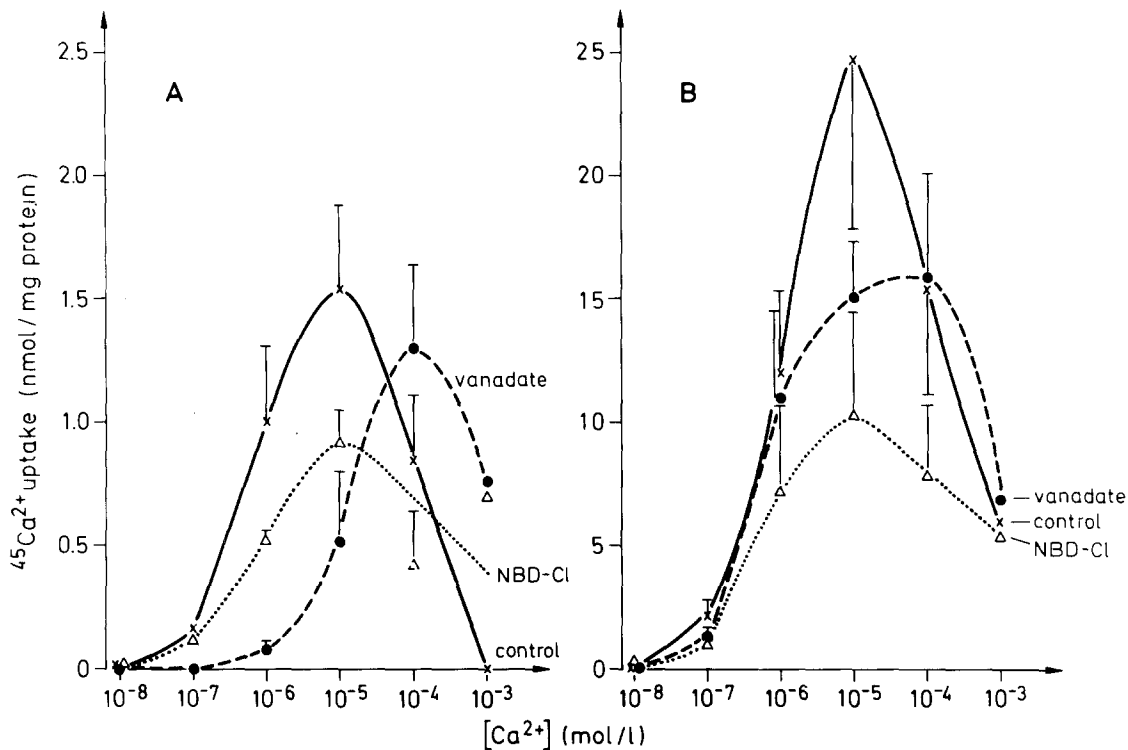 A
B
⁴⁵Ca²⁺uptake (nmol/mg protein)
2.5
2.0
1.5
1.0
0.5
0
25
20
15
10
5
0
vanadate
NBD-Cl
control
vanadate
control
NBD-Cl
10⁻⁸ 10⁻⁷ 10⁻⁶ 10⁻⁵ 10⁻⁴ 10⁻³
10⁻⁸ 10⁻⁷ 10⁻⁶ 10⁻⁵ 10⁻⁴ 10⁻³
[Ca²⁺] (mol/l)